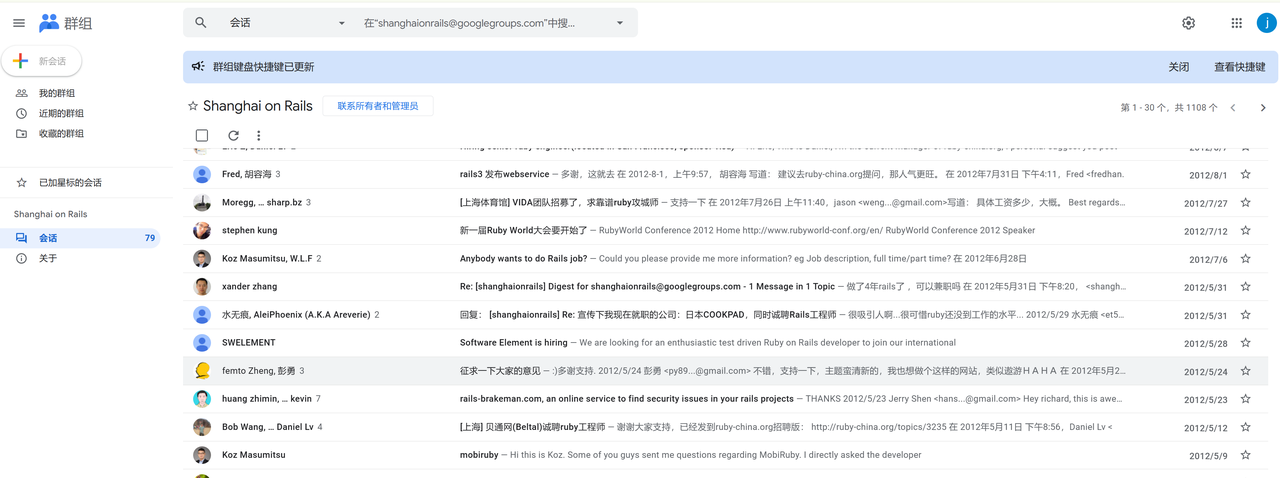 群组
会话
在"shanghaionrails@googlegroups.com"中搜...
j
新会话
我的群组
近期的群组
收藏的群组
已加星标的会话
Shanghai on Rails
会话 79
关于
群组键盘快捷键已更新 关闭 查看快捷键
Shanghai on Rails 联系所有者和管理员 第 1 - 30 个，共 1108 个
Fred, 胡容海 3 rails3 发布webservice – 多谢，这就去 在 2012-8-1，上午9:57， 胡容海 写道： 建议去ruby-china.org提问，那人气更旺。 在 2012年7月31日 下午4:11，Fred <fredhan. 2012/8/1
Moregg, ... sharp.bz 3 [上海体育馆] VIDA团队招募了，求靠谱ruby攻城师 – 支持一下 在 2012年7月26日 上午11:40，jason <weng...@gmail.com>写道： 具体工资多少，大概。 Best regards... 2012/7/27
stephen kung 新一届Ruby World大会要开始了 – RubyWorld Conference 2012 Home http://www.rubyworld-conf.org/en/ RubyWorld Conference 2012 Speaker 2012/7/12
Koz Masumitsu, W.L.F 2 Anybody wants to do Rails job? – Could you please provide me more information? eg Job description, full time/part time? 在 2012年6月28日 2012/7/6
xander zhang Re: [shanghaionrails] Digest for shanghaionrails@googlegroups.com - 1 Message in 1 Topic – 做了4年rails了 ，可以兼职吗 在 2012年5月31日 下午8:20， <shangh... 2012/5/31
水无痕, AleiPhoenix (A.K.A Areverie) 2 回复： [shanghaionrails] Re: 宣传下我现在就职的公司：日本COOKPAD，同时诚聘Rails工程师 – 很吸引人啊...很可惜ruby还没到工作的水平... 2012/5/29 水无痕 <et5... 2012/5/31
SWELEMENT Software Element is hiring – We are looking for an enthusiastic test driven Ruby on Rails developer to join our international 2012/5/28
femto Zheng, 彭勇 3 征求一下大家的意见 – :)多谢支持. 2012/5/24 彭勇 <py89...@gmail.com> 不错，支持一下，主题蛮清新的，我也想做个这样的网站，类似遨游ＨＡＨＡ 在 2012年5月2... 2012/5/24
huang zhimin, ... kevin 7 rails-brakeman.com, an online service to find security issues in your rails projects – THANKS 2012/5/23 Jerry Shen <hans...@gmail.com> Hey richard, this is awe... 2012/5/23
Bob Wang, ... Daniel Lv 4 [上海] 贝通网(Beltal)诚聘ruby工程师 – 谢谢大家支持，已经发到ruby-china.org招聘版： http://ruby-china.org/topics/3235 在 2012年5月11日 下午8:56，Daniel Lv < 2012/5/12
Koz Masumitsu mobiruby – Hi this is Koz. Some of you guys sent me questions regarding MobiRuby. I directly asked the developer 2012/5/9